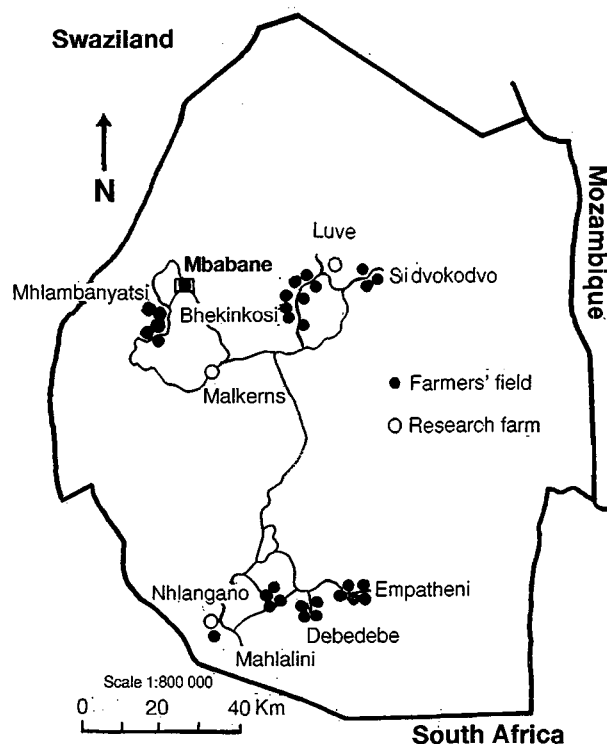 Swaziland
N
Mozambique
Luve
Mbabane
Sidvokodvo
Mhlambanyatsi
Bhekinkosi
Farmers' field
Malkerns
Research farm
Nhlangano
Empatheni
Debedebe
Mahlalini
Scale 1:800 000
0 20 40 Km
South Africa